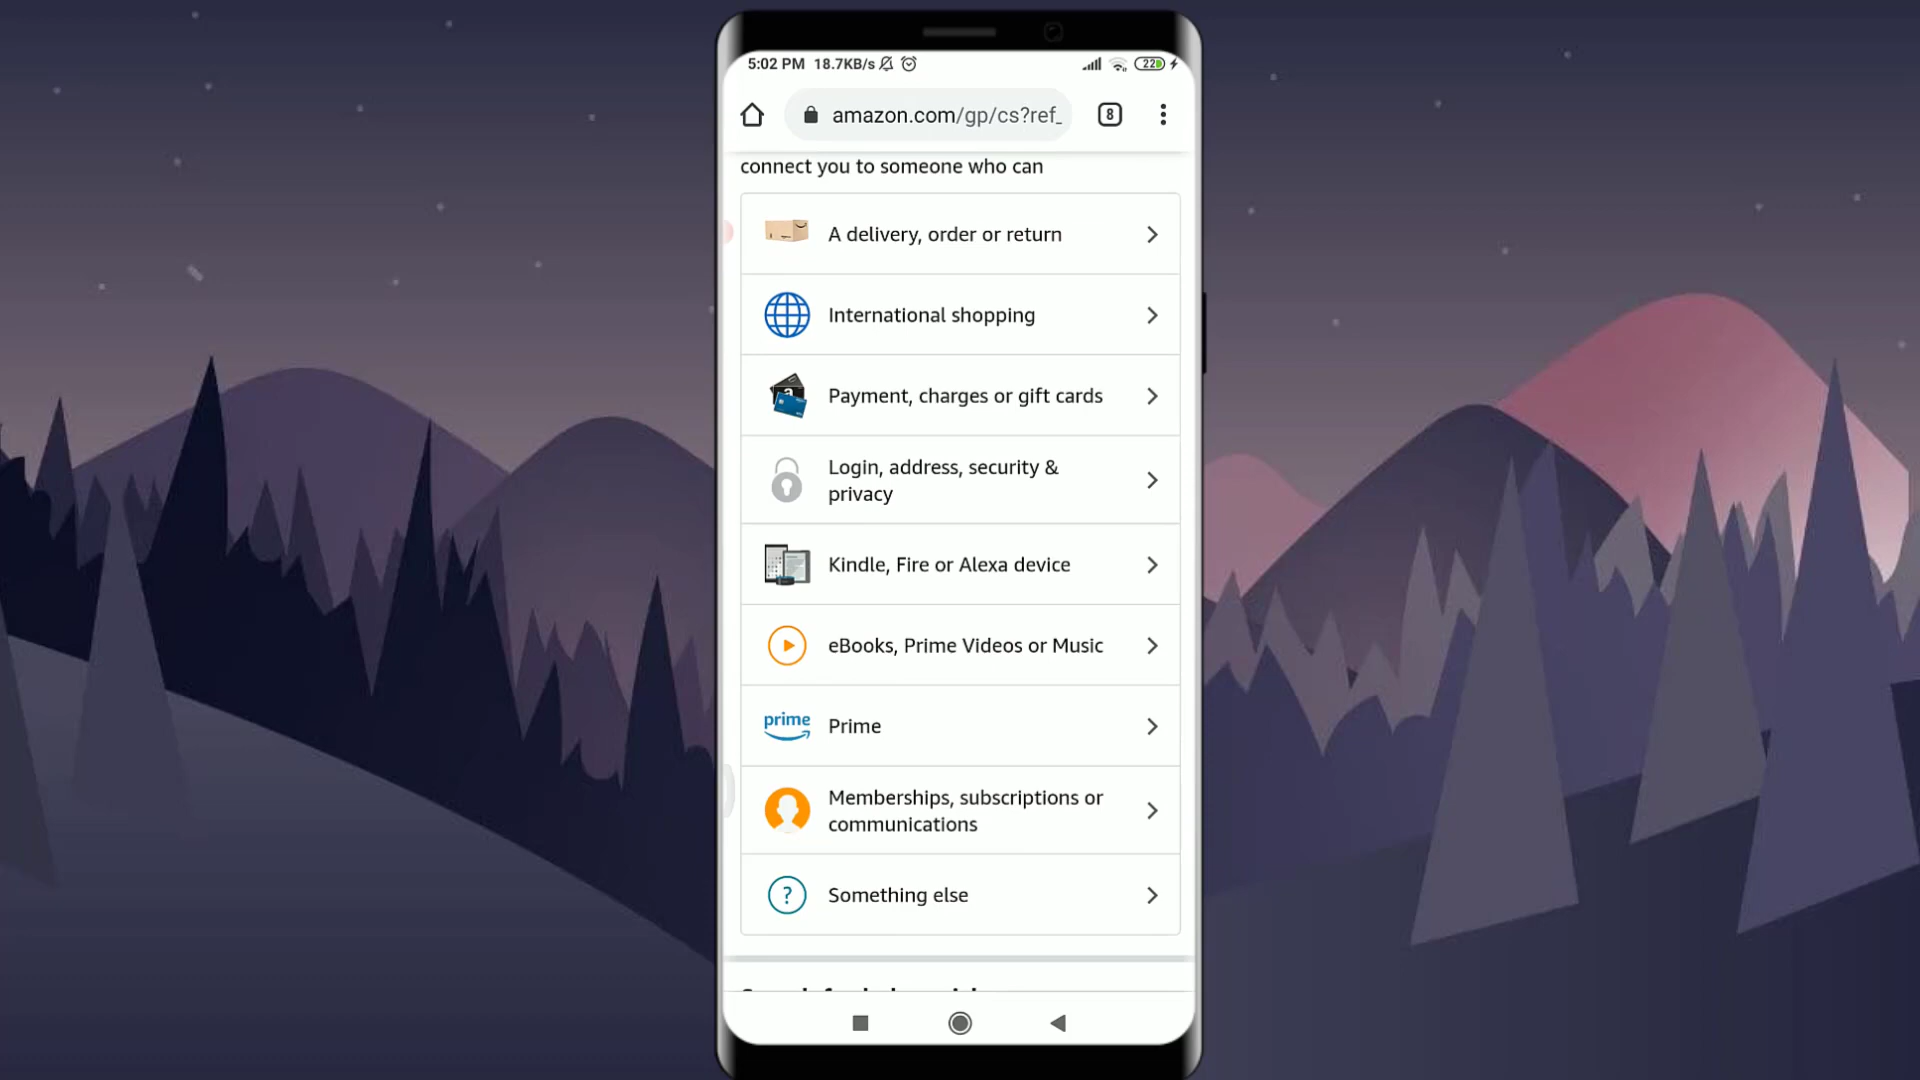 5:02 PM 18.7KB/s 22
amazon.com/gp/cs?ref_ 8
connect you to someone who can
A delivery, order or return
International shopping
Payment, charges or gift cards
Login, address, security &
privacy
Kindle, Fire or Alexa device
eBooks, Prime Videos or Music
prime Prime
Memberships, subscriptions or
communications
? Something else